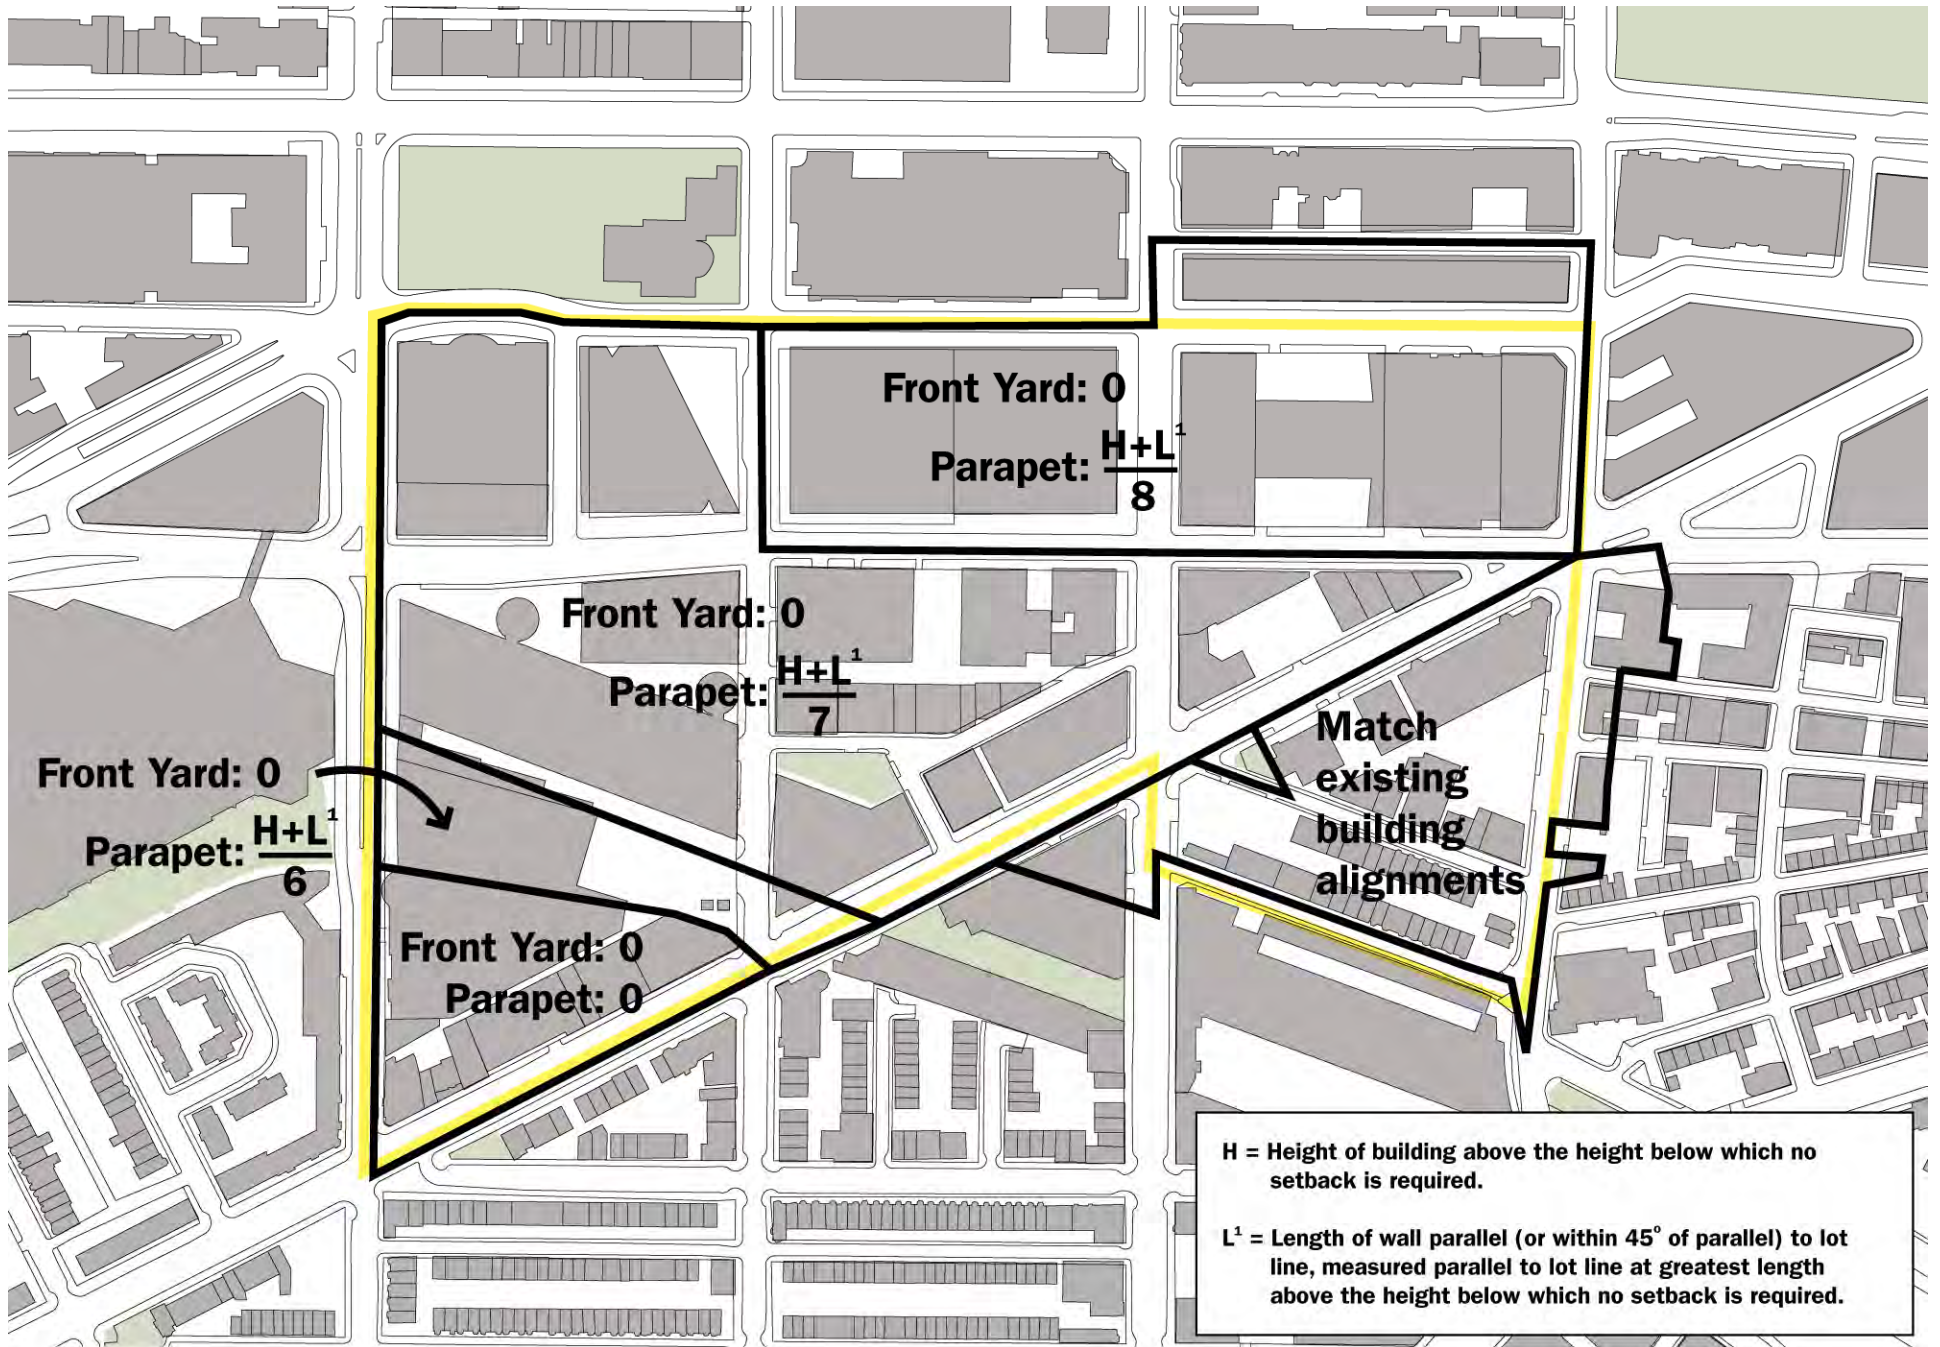 Front Yard: 0
Parapet: H+L¹
8
Front Yard: 0
Parapet: H+L¹
7
Front Yard: 0
Parapet: H+L¹
6
Match
existing
building
alignments
Front Yard: 0
Parapet: 0
H = Height of building above the height below which no
setback is required.
L¹ = Length of wall parallel (or within 45° of parallel) to lot
line, measured parallel to lot line at greatest length
above the height below which no setback is required.